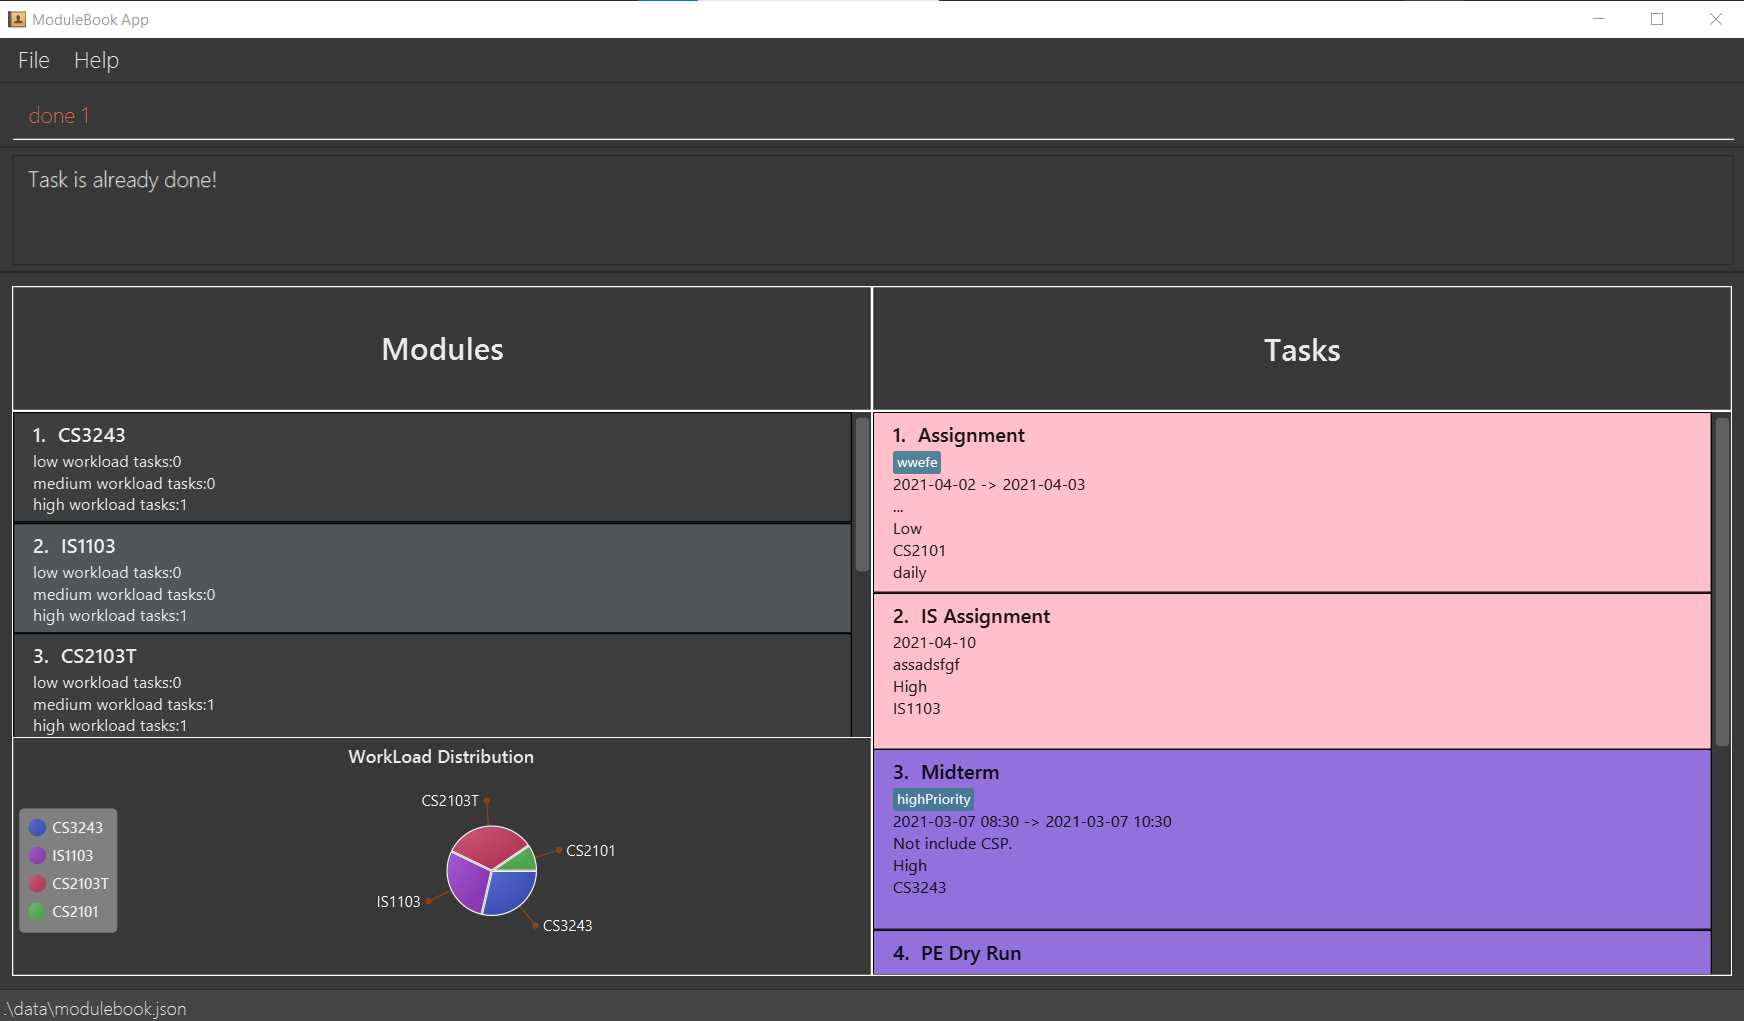 ModuleBook App
File Help
done 1
Task is already done!
Modules
1. CS3243
low workload tasks:0
medium workload tasks:0
high workload tasks:1
2. IS1103
low workload tasks:0
medium workload tasks:0
high workload tasks:1
3. CS2103T
low workload tasks:0
medium workload tasks:1
high workload tasks:1
WorkLoad Distribution
CS2103T
CS2101
IS1103
CS3243
CS3243
IS1103
CS2103T
CS2101
Tasks
1. Assignment
wwefe
2021-04-02 -> 2021-04-03
...
Low
CS2101
daily
2. IS Assignment
2021-04-10
assadsfgf
High
IS1103
3. Midterm
highPriority
2021-03-07 08:30 -> 2021-03-07 10:30
Not include CSP.
High
CS3243
4. PE Dry Run
.\data\modulebook.json